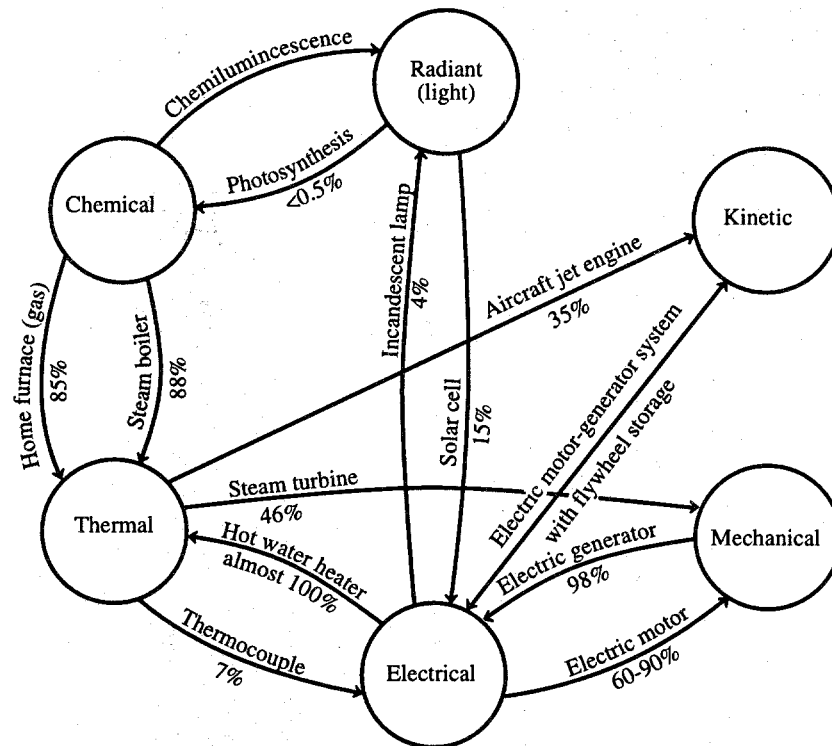 Chemilumincescence
Radiant
(light)
Photosynthesis
<0.5%
Chemical
Kinetic
Incandescent lamp
4%
Aircraft jet engine
35%
Home furnace (gas)
85%
Steam boiler
88%
Solar cell
15%
Electric motor-generator system
with flywheel storage
Thermal
Steam turbine
46%
Mechanical
Hot water heater
almost 100%
Electric generator
98%
Thermocouple
7%
Electrical
Electric motor
60-90%